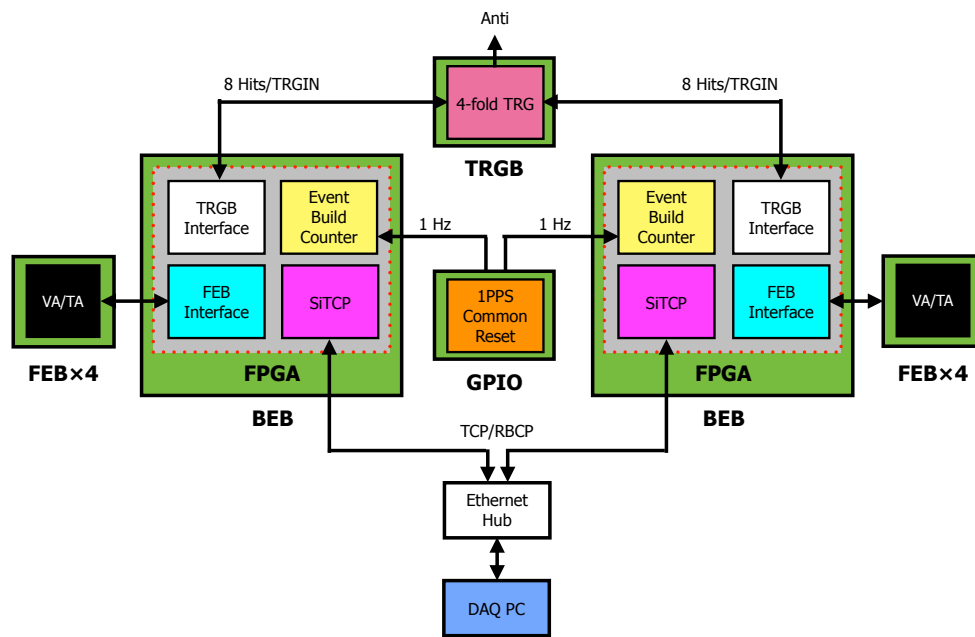 Anti
8 Hits/TRGIN
4-fold TRG
8 Hits/TRGIN
TRGB
TRGB
Interface
Event
Build
Counter
1 Hz
1 Hz
Event
Build
Counter
TRGB
Interface
VA/TA
FEB
Interface
SiTCP
1PPS
Common
Reset
SiTCP
FEB
Interface
VA/TA
FEB×4
FPGA
GPIO
FPGA
FEB×4
BEB
BEB
TCP/RBCP
Ethernet
Hub
DAQ PC